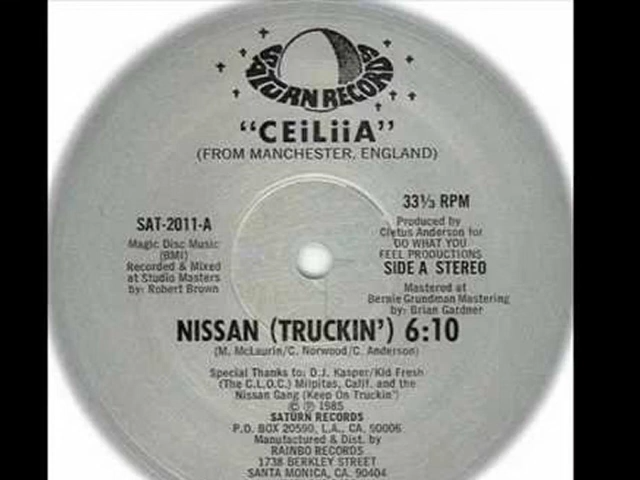 SATURN RECORDS
"CEiLiiA"
(FROM MANCHESTER, ENGLAND)
33⅓ RPM
SAT-2011-A
Magic Disc Music
(BMI)
Recorded & Mixed
at Studio Masters
by: Robert Brown
Produced by
Cletus Anderson for
DO WHAT YOU
FEEL PRODUCTIONS
SIDE A STEREO
Mastered at
Bernie Grundman Mastering
by: Brian Gardner
NISSAN (TRUCKIN') 6:10
(M. McLaurin/C. Norwood/C. Anderson)
Special Thanks to: D.J. Kasper/Kid Fresh
(The C.L.O.C.) Milpitas, Calif. and the
Nissan Gang (Keep On Truckin')
© ℗ 1985
SATURN RECORDS
P.O. BOX 20590, L.A., CA. 90006
Manufactured & Dist. by
RAINBO RECORDS
1738 BERKLEY STREET
SANTA MONICA, CA. 90404